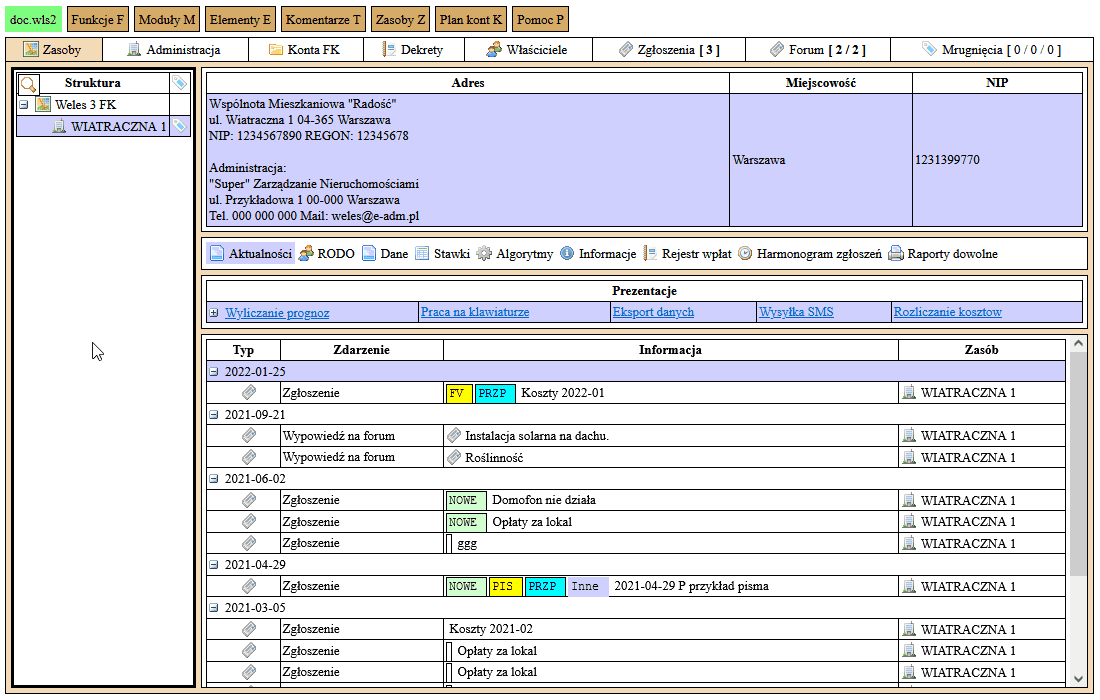 doc.wls2 Funkcje F Moduły M Elementy E Komentarze T Zasoby Z Plan kont K Pomoc P
Zasoby Administracja Konta FK Dekrety Właściciele Zgłoszenia [ 3 ] Forum [ 2 / 2 ] Mrugnięcia [ 0 / 0 / 0 ]
Struktura
Weles 3 FK
WIATRACZNA 1
Adres Miejscowość NIP
Wspólnota Mieszkaniowa "Radość"
ul. Wiatraczna 1 04-365 Warszawa
NIP: 1234567890 REGON: 12345678
Administracja:
"Super" Zarządzanie Nieruchomościami
ul. Przykładowa 1 00-000 Warszawa
Tel. 000 000 000 Mail: weles@e-adm.pl
Warszawa
1231399770
Aktualności RODO Dane Stawki Algorytmy Informacje Rejestr wpłat Harmonogram zgłoszeń Raporty dowolne
Prezentacje
Wyliczanie prognoz Praca na klawiaturze Eksport danych Wysyłka SMS Rozliczanie kosztow
Typ Zdarzenie Informacja Zasób
2022-01-25
Zgłoszenie FV PRZP Koszty 2022-01 WIATRACZNA 1
2021-09-21
Wypowiedź na forum Instalacja solarna na dachu. WIATRACZNA 1
Wypowiedź na forum Roślinność WIATRACZNA 1
2021-06-02
Zgłoszenie NOWE Domofon nie działa WIATRACZNA 1
Zgłoszenie NOWE Opłaty za lokal WIATRACZNA 1
Zgłoszenie ggg WIATRACZNA 1
2021-04-29
Zgłoszenie NOWE PIS PRZP Inne 2021-04-29 P przykład pisma WIATRACZNA 1
2021-03-05
Zgłoszenie Koszty 2021-02 WIATRACZNA 1
Zgłoszenie Opłaty za lokal WIATRACZNA 1
Zgłoszenie Opłaty za lokal WIATRACZNA 1